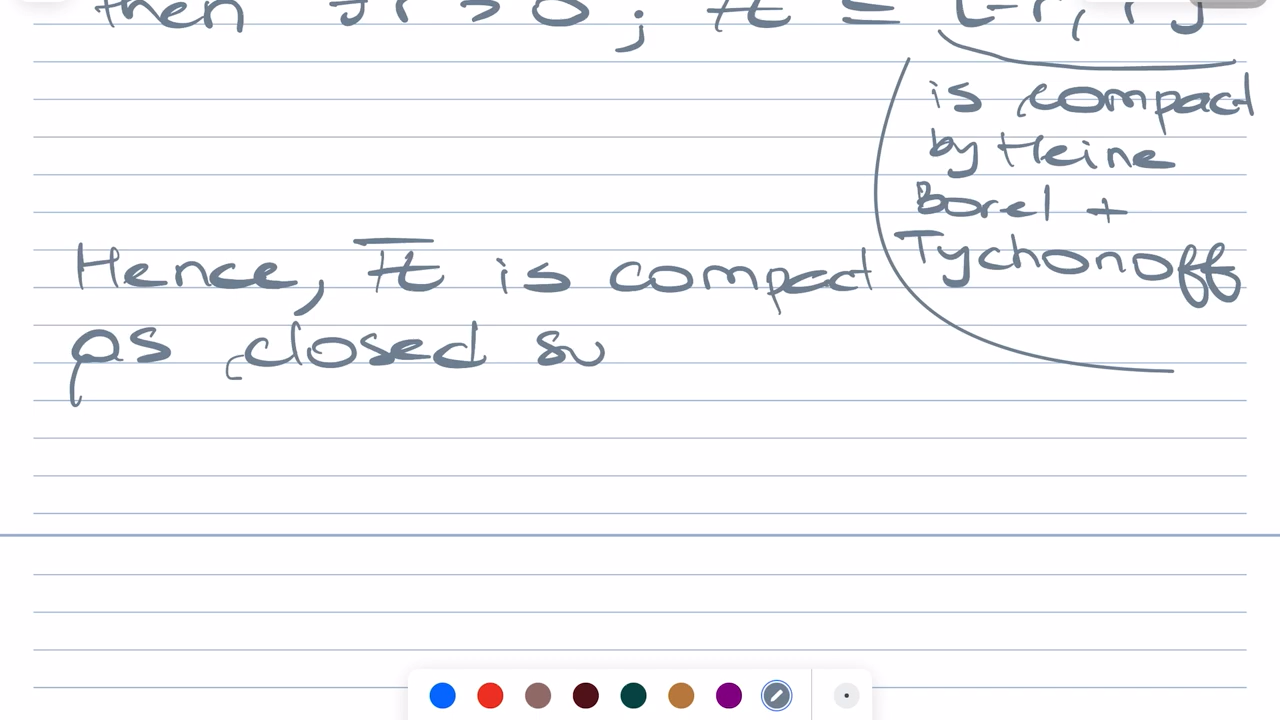 then ∃ r > 0 ; ℋ ⊆ [-r, r]
is compact
by Heine
Borel +
Tychonoff
Hence, ℋ̅ is compact
as closed su